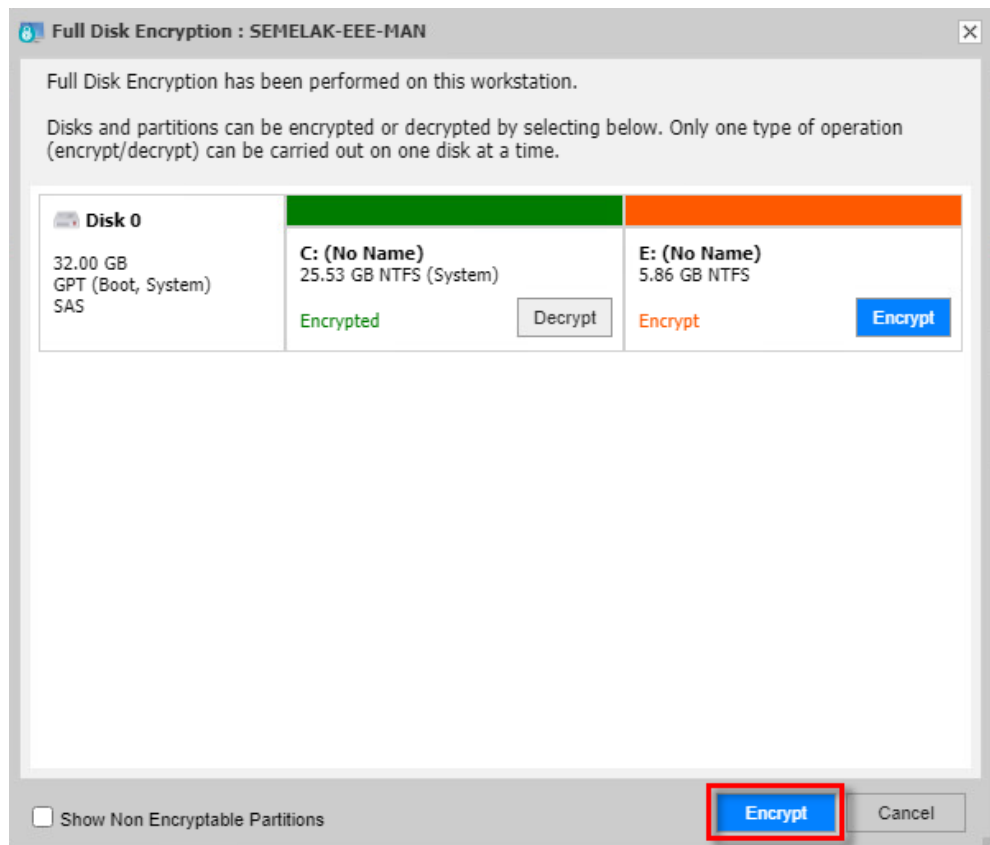 Full Disk Encryption : SEMELAK-EEE-MAN
Full Disk Encryption has been performed on this workstation.
Disks and partitions can be encrypted or decrypted by selecting below. Only one type of operation
(encrypt/decrypt) can be carried out on one disk at a time.
Disk 0
32.00 GB
GPT (Boot, System)
SAS
C: (No Name)
25.53 GB NTFS (System)
Encrypted
Decrypt
E: (No Name)
5.86 GB NTFS
Encrypt
Encrypt
Show Non Encryptable Partitions
Encrypt
Cancel